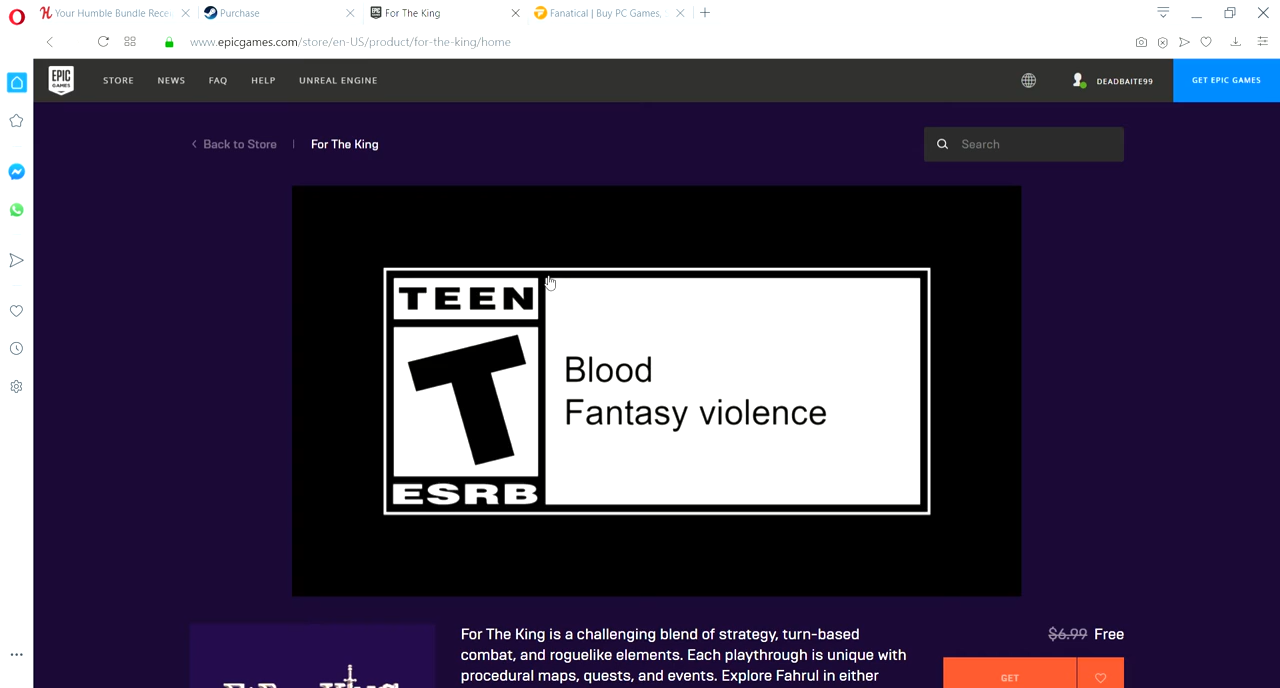 Your Humble Bundle Rece
Purchase
For The King
Fanatical | Buy PC Games,
www.epicgames.com/store/en-US/product/for-the-king/home
EPIC
GAMES
STORE
NEWS
FAQ
HELP
UNREAL ENGINE
DEADBAITE99
GET EPIC GAMES
Back to Store
For The King
Search
TEEN
T
ESRB
Blood
Fantasy violence
For The King is a challenging blend of strategy, turn-based
combat, and roguelike elements. Each playthrough is unique with
procedural maps, quests, and events. Explore Fahrul in either
$6.99 Free
GET